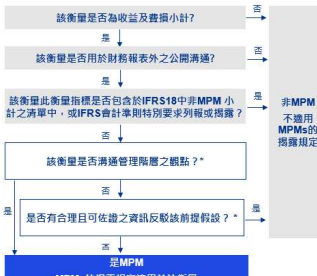 該衡量是否為收益及費損小計?
否
是
該衡量是否用於財務報表外之公開溝通?
否
是
該衡量此衡量指標是否包含於IFRS18中非MPM 小
計之清單中，或IFRS會計準則特別要求列報或揭露？
是
非MPM
不適用
MPMs的
揭露規定
否
該衡量是否溝通管理階層之觀點？*
否
是
是否有合理且可佐證之資訊反駁該前提假設？ *
是
否
是MPM